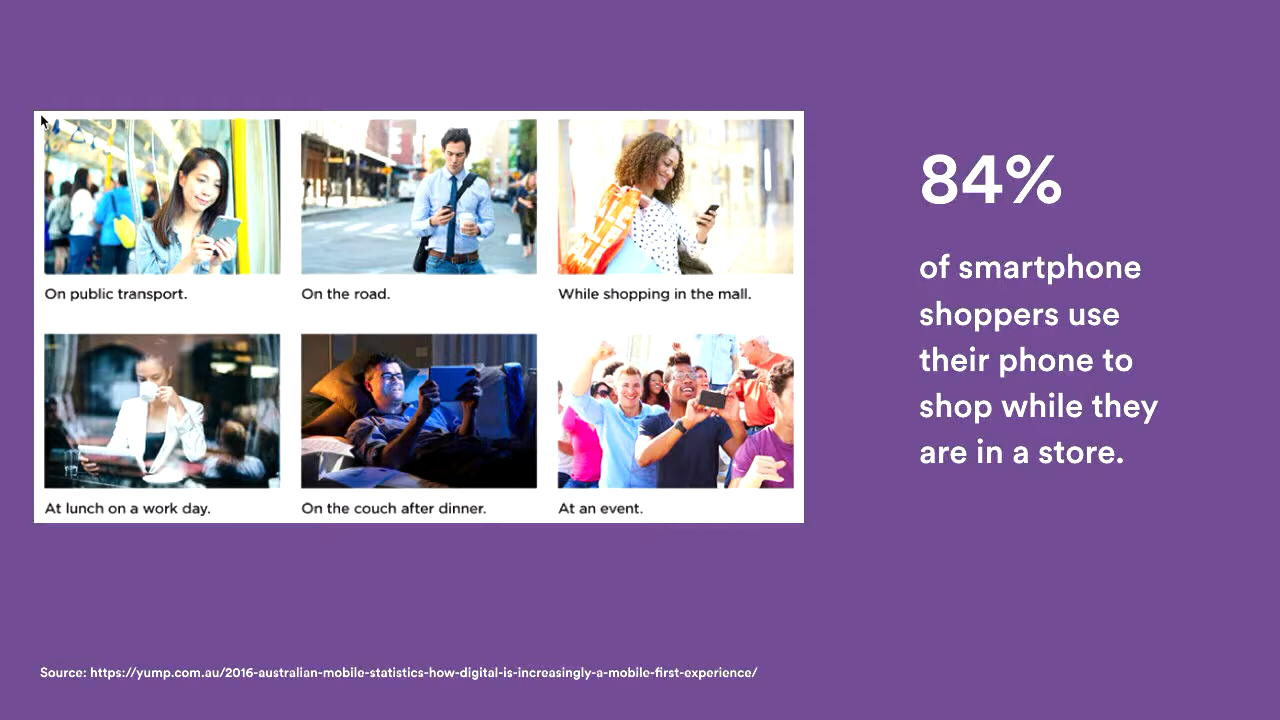 On public transport.
On the road.
While shopping in the mall.
At lunch on a work day.
On the couch after dinner.
At an event.
84%
of smartphone
shoppers use
their phone to
shop while they
are in a store.
Source: https://yump.com.au/2016-australian-mobile-statistics-how-digital-is-increasingly-a-mobile-first-experience/